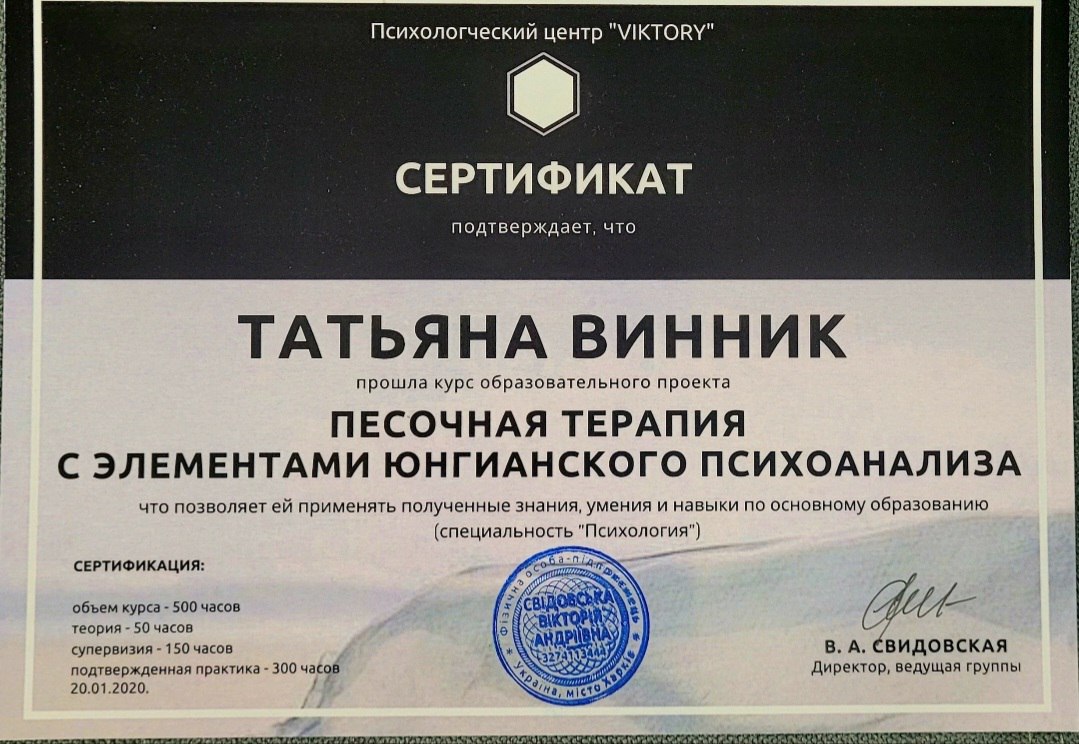 Психологческий центр "VIKTORY"
СЕРТИФИКАТ
подтверждает, что
ТАТЬЯНА ВИННИК
прошла курс образовательного проекта
ПЕСОЧНАЯ ТЕРАПИЯ
С ЭЛЕМЕНТАМИ ЮНГИАНСКОГО ПСИХОАНАЛИЗА
что позволяет ей применять полученные знания, умения и навыки по основному образованию
(специальность "Психология")
СЕРТИФИКАЦИЯ:
объем курса - 500 часов
теория - 50 часов
супервизия - 150 часов
подтвержденная практика - 300 часов
20.01.2020.
Фізична особа-підприємець
СВІДОВСЬКА
ВІКТОРІЯ
АНДРІЇВНА
Україна, місто Харків
В. А. СВИДОВСКАЯ
Директор, ведущая группы